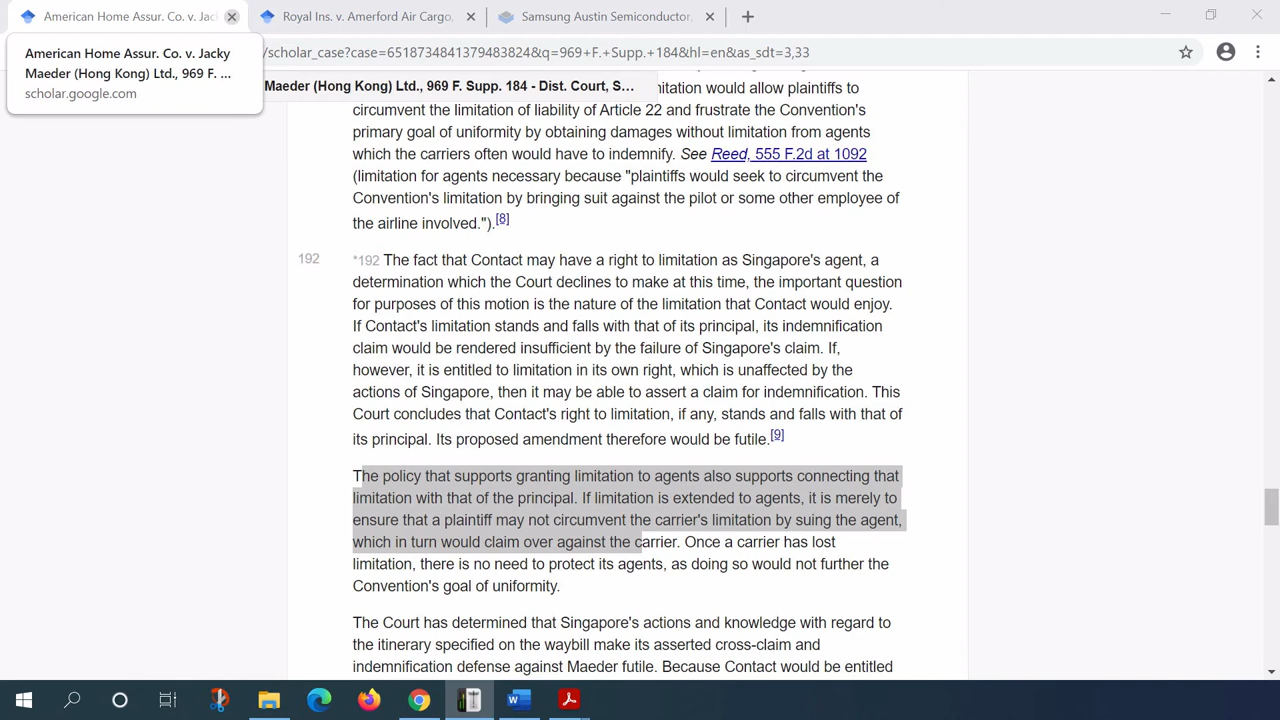 American Home Assur. Co. v. Jack
Royal Ins. v. Amerford Air Cargo,
Samsung Austin Semiconductor,
American Home Assur. Co. v. Jacky
Maeder (Hong Kong) Ltd., 969 F. ...
scholar.google.com
/scholar_case?case=6518734841379483824&q=969+F.+Supp.+184&hl=en&as_sdt=3,33
Maeder (Hong Kong) Ltd., 969 F. Supp. 184 - Dist. Court, S...
would allow plaintiffs to
circumvent the limitation of liability of Article 22 and frustrate the Convention's
primary goal of uniformity by obtaining damages without limitation from agents
which the carriers often would have to indemnify. See Reed, 555 F.2d at 1092
(limitation for agents necessary because "plaintiffs would seek to circumvent the
Convention's limitation by bringing suit against the pilot or some other employee of
the airline involved.").[8]
192 *192 The fact that Contact may have a right to limitation as Singapore's agent, a
determination which the Court declines to make at this time, the important question
for purposes of this motion is the nature of the limitation that Contact would enjoy.
If Contact's limitation stands and falls with that of its principal, its indemnification
claim would be rendered insufficient by the failure of Singapore's claim. If,
however, it is entitled to limitation in its own right, which is unaffected by the
actions of Singapore, then it may be able to assert a claim for indemnification. This
Court concludes that Contact's right to limitation, if any, stands and falls with that of
its principal. Its proposed amendment therefore would be futile.[9]
The policy that supports granting limitation to agents also supports connecting that
limitation with that of the principal. If limitation is extended to agents, it is merely to
ensure that a plaintiff may not circumvent the carrier's limitation by suing the agent,
which in turn would claim over against the carrier. Once a carrier has lost
limitation, there is no need to protect its agents, as doing so would not further the
Convention's goal of uniformity.
The Court has determined that Singapore's actions and knowledge with regard to
the itinerary specified on the waybill make its asserted cross-claim and
indemnification defense against Maeder futile. Because Contact would be entitled